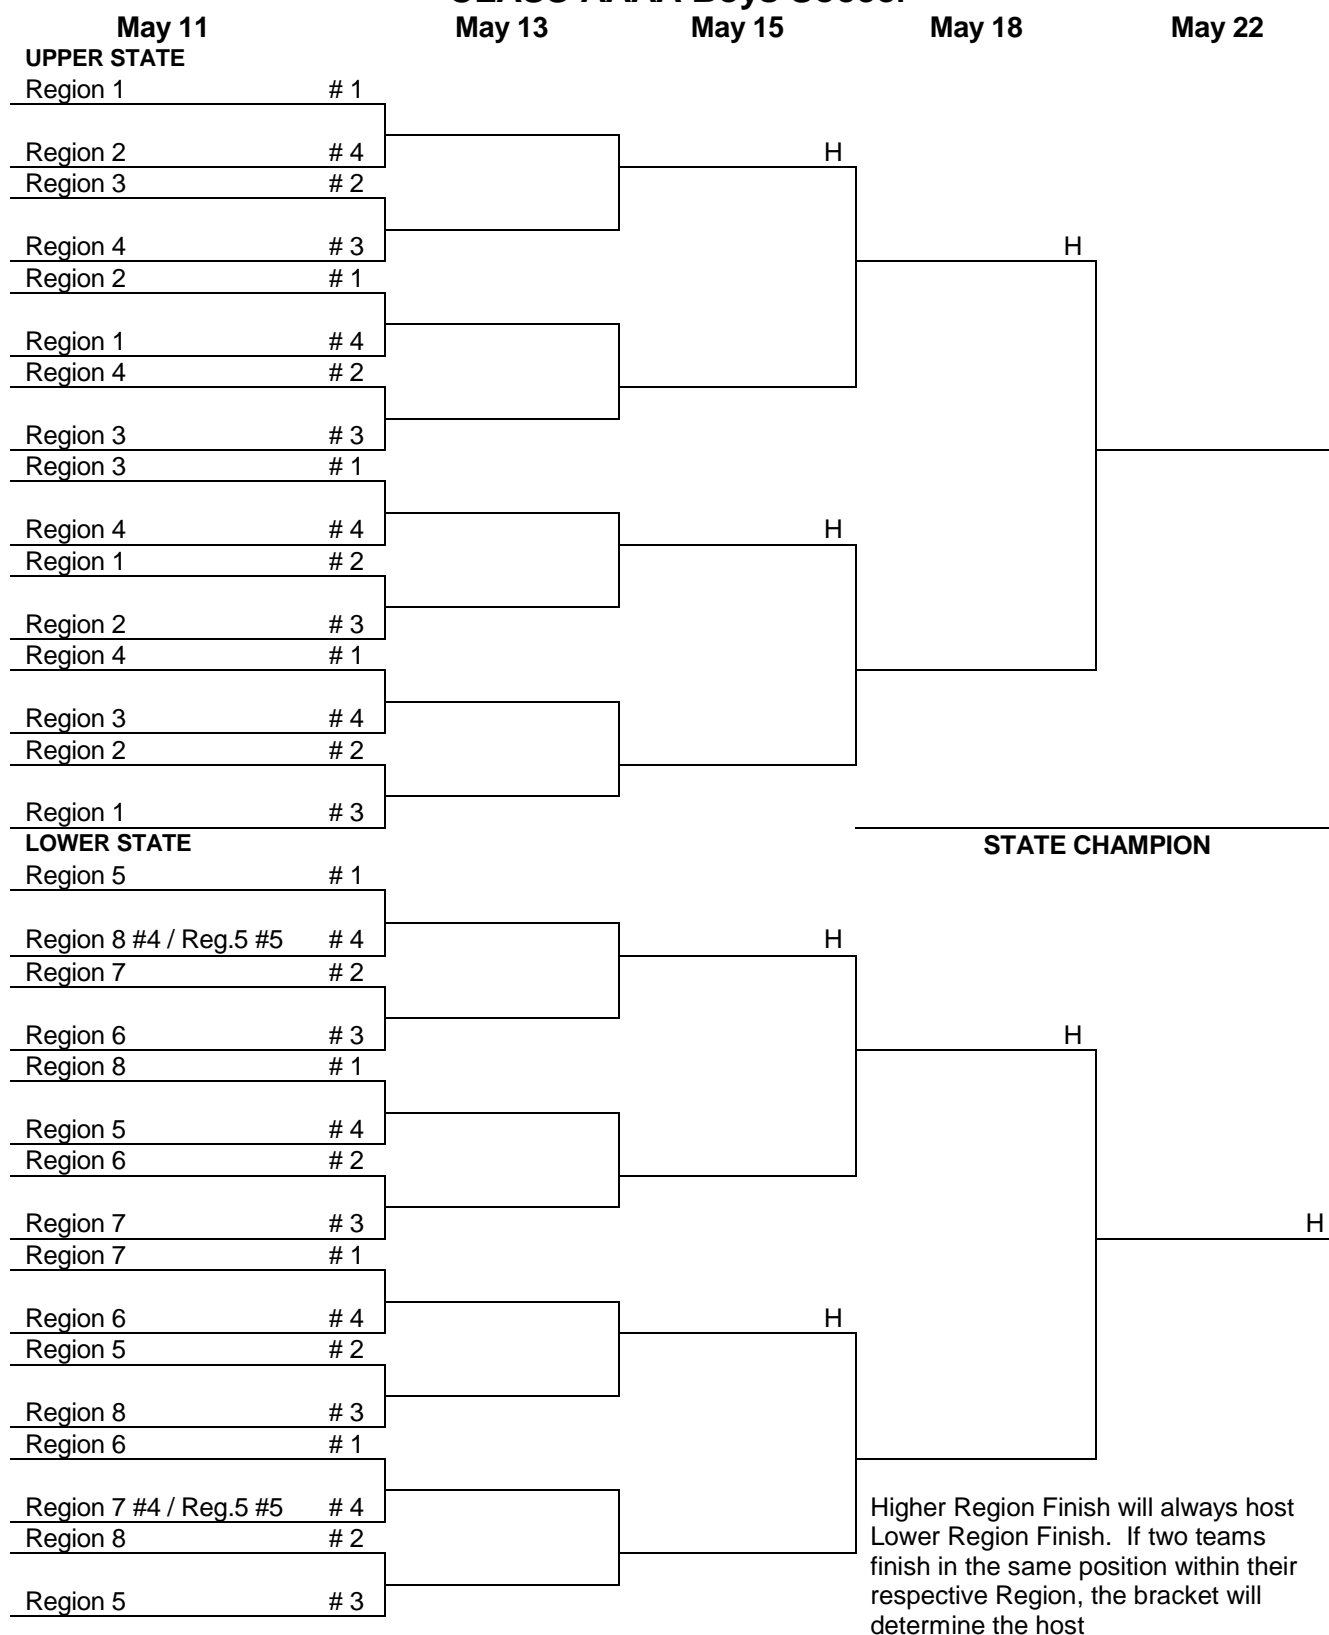 May 11 May 13 May 15 May 18 May 22
UPPER STATE
Region 1 # 1
Region 2 # 4 H
Region 3 # 2
Region 4 # 3 H
Region 2 # 1
Region 1 # 4
Region 4 # 2
Region 3 # 3
Region 3 # 1
Region 4 # 4 H
Region 1 # 2
Region 2 # 3
Region 4 # 1
Region 3 # 4
Region 2 # 2
Region 1 # 3
LOWER STATE STATE CHAMPION
Region 5 # 1
Region 8 #4 / Reg.5 #5 # 4 H
Region 7 # 2
Region 6 # 3 H
Region 8 # 1
Region 5 # 4
Region 6 # 2
Region 7 # 3 H
Region 7 # 1
Region 6 # 4 H
Region 5 # 2
Region 8 # 3
Region 6 # 1
Region 7 #4 / Reg.5 #5 # 4
Region 8 # 2
Region 5 # 3
Higher Region Finish will always host
Lower Region Finish. If two teams
finish in the same position within their
respective Region, the bracket will
determine the host